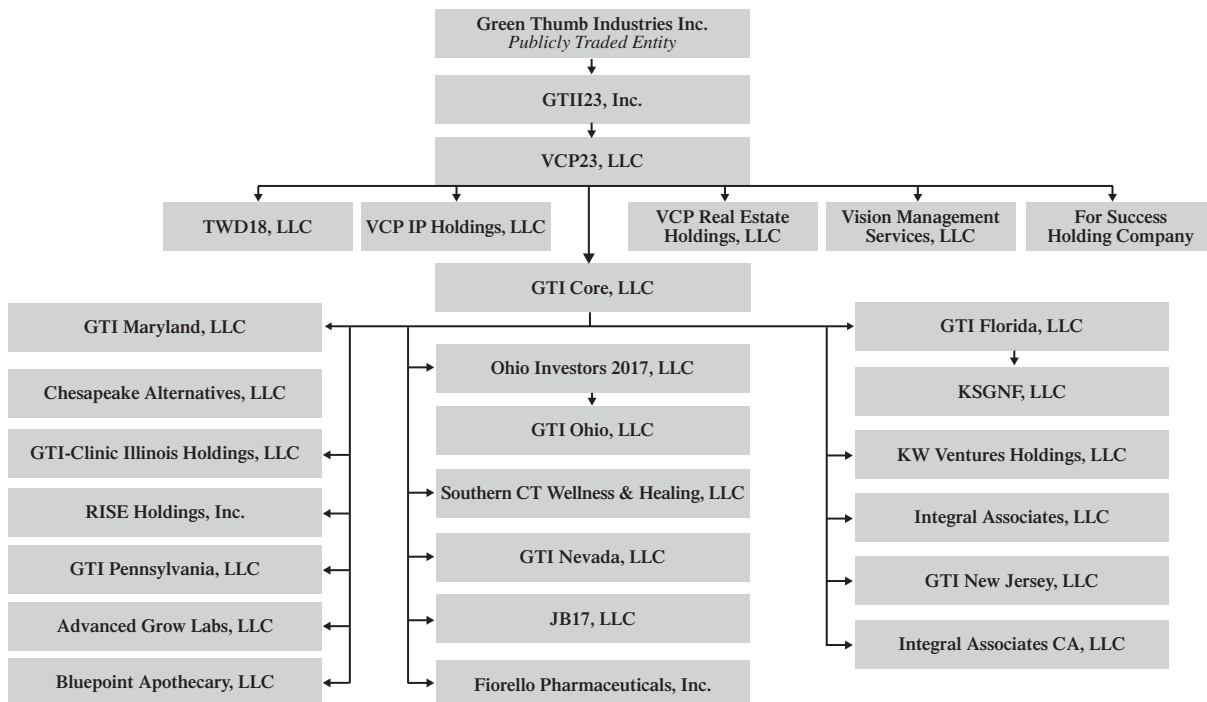 Green Thumb Industries Inc.
Publicly Traded Entity
GTII23, Inc.
VCP23, LLC
TWD18, LLC
VCP IP Holdings, LLC
VCP Real Estate
Holdings, LLC
Vision Management
Services, LLC
For Success
Holding Company
GTI Core, LLC
GTI Maryland, LLC
Chesapeake Alternatives, LLC
GTI-Clinic Illinois Holdings, LLC
RISE Holdings, Inc.
GTI Pennsylvania, LLC
Advanced Grow Labs, LLC
Bluepoint Apothecary, LLC
Ohio Investors 2017, LLC
GTI Ohio, LLC
Southern CT Wellness & Healing, LLC
GTI Nevada, LLC
JB17, LLC
Fiorello Pharmaceuticals, Inc.
GTI Florida, LLC
KSGNF, LLC
KW Ventures Holdings, LLC
Integral Associates, LLC
GTI New Jersey, LLC
Integral Associates CA, LLC